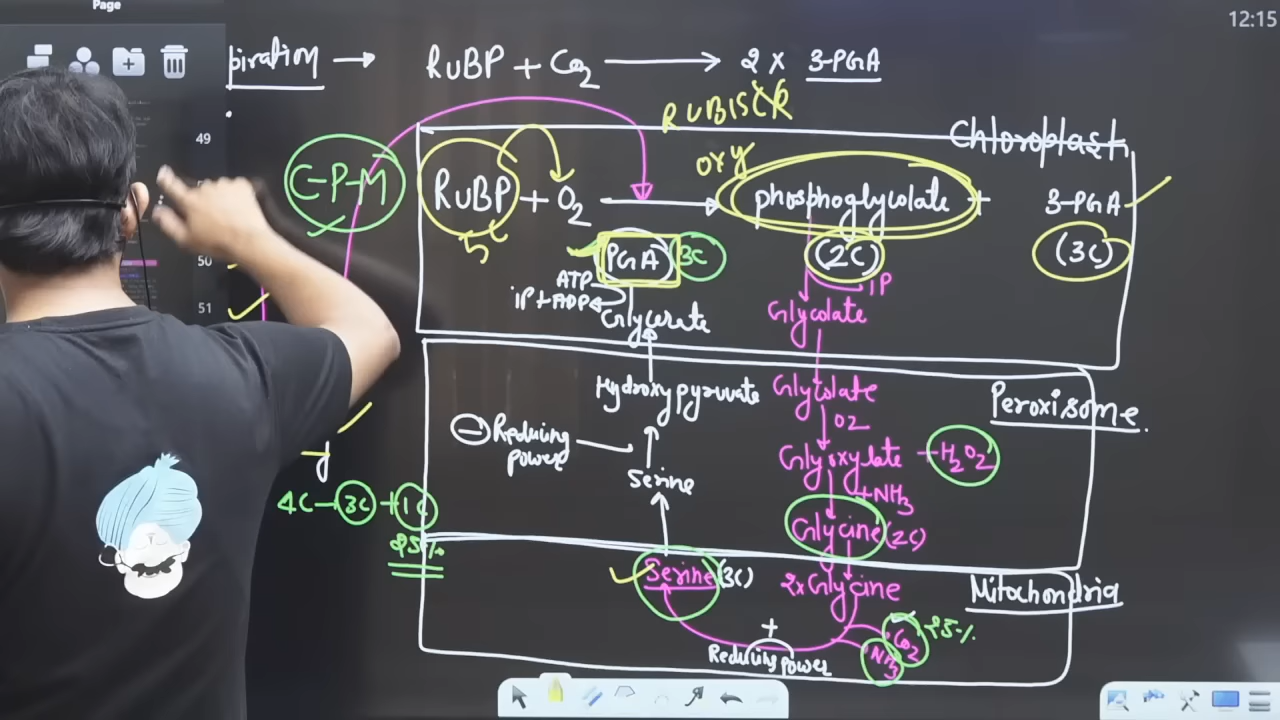 Page
12:15
piration → RuBP + CO2 → 2 x 3-PGA
49
RUBISCO
Chloroplast
C-P-M
RuBP + O2 → phosphoglycolate + 3-PGA
oxy
5C
PGA 3C
(2C)
(3C)
50
ATP
iP + ADP
iP
51
Glycerate
Glycolate
Hydroxypyruvate
Glycolate
Peroxisome.
O2
⊖ Reducing power
Glyoxylate + H2O2
Serine
+NH3
4C → 3C + 1C
25%
Glycine (2C)
Serine (3C)
2xGlycine
Mitochondria
+
Reducing power
CO2 25%
NH3